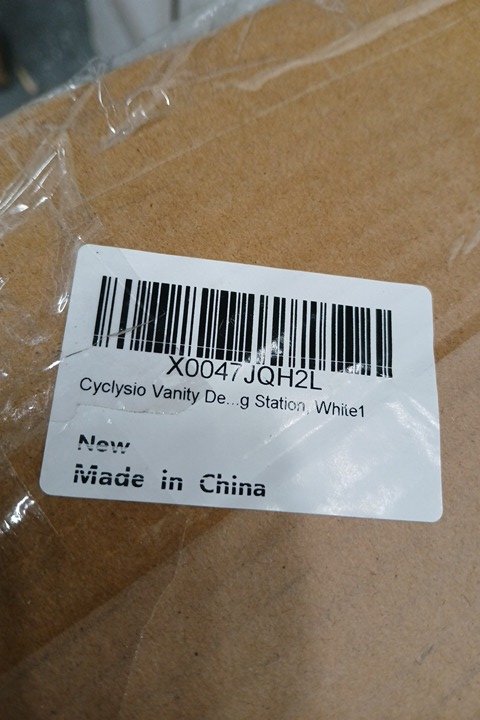 X0047JQH2L
Cyclysio Vanity De...g Station, White1
New
Made in China